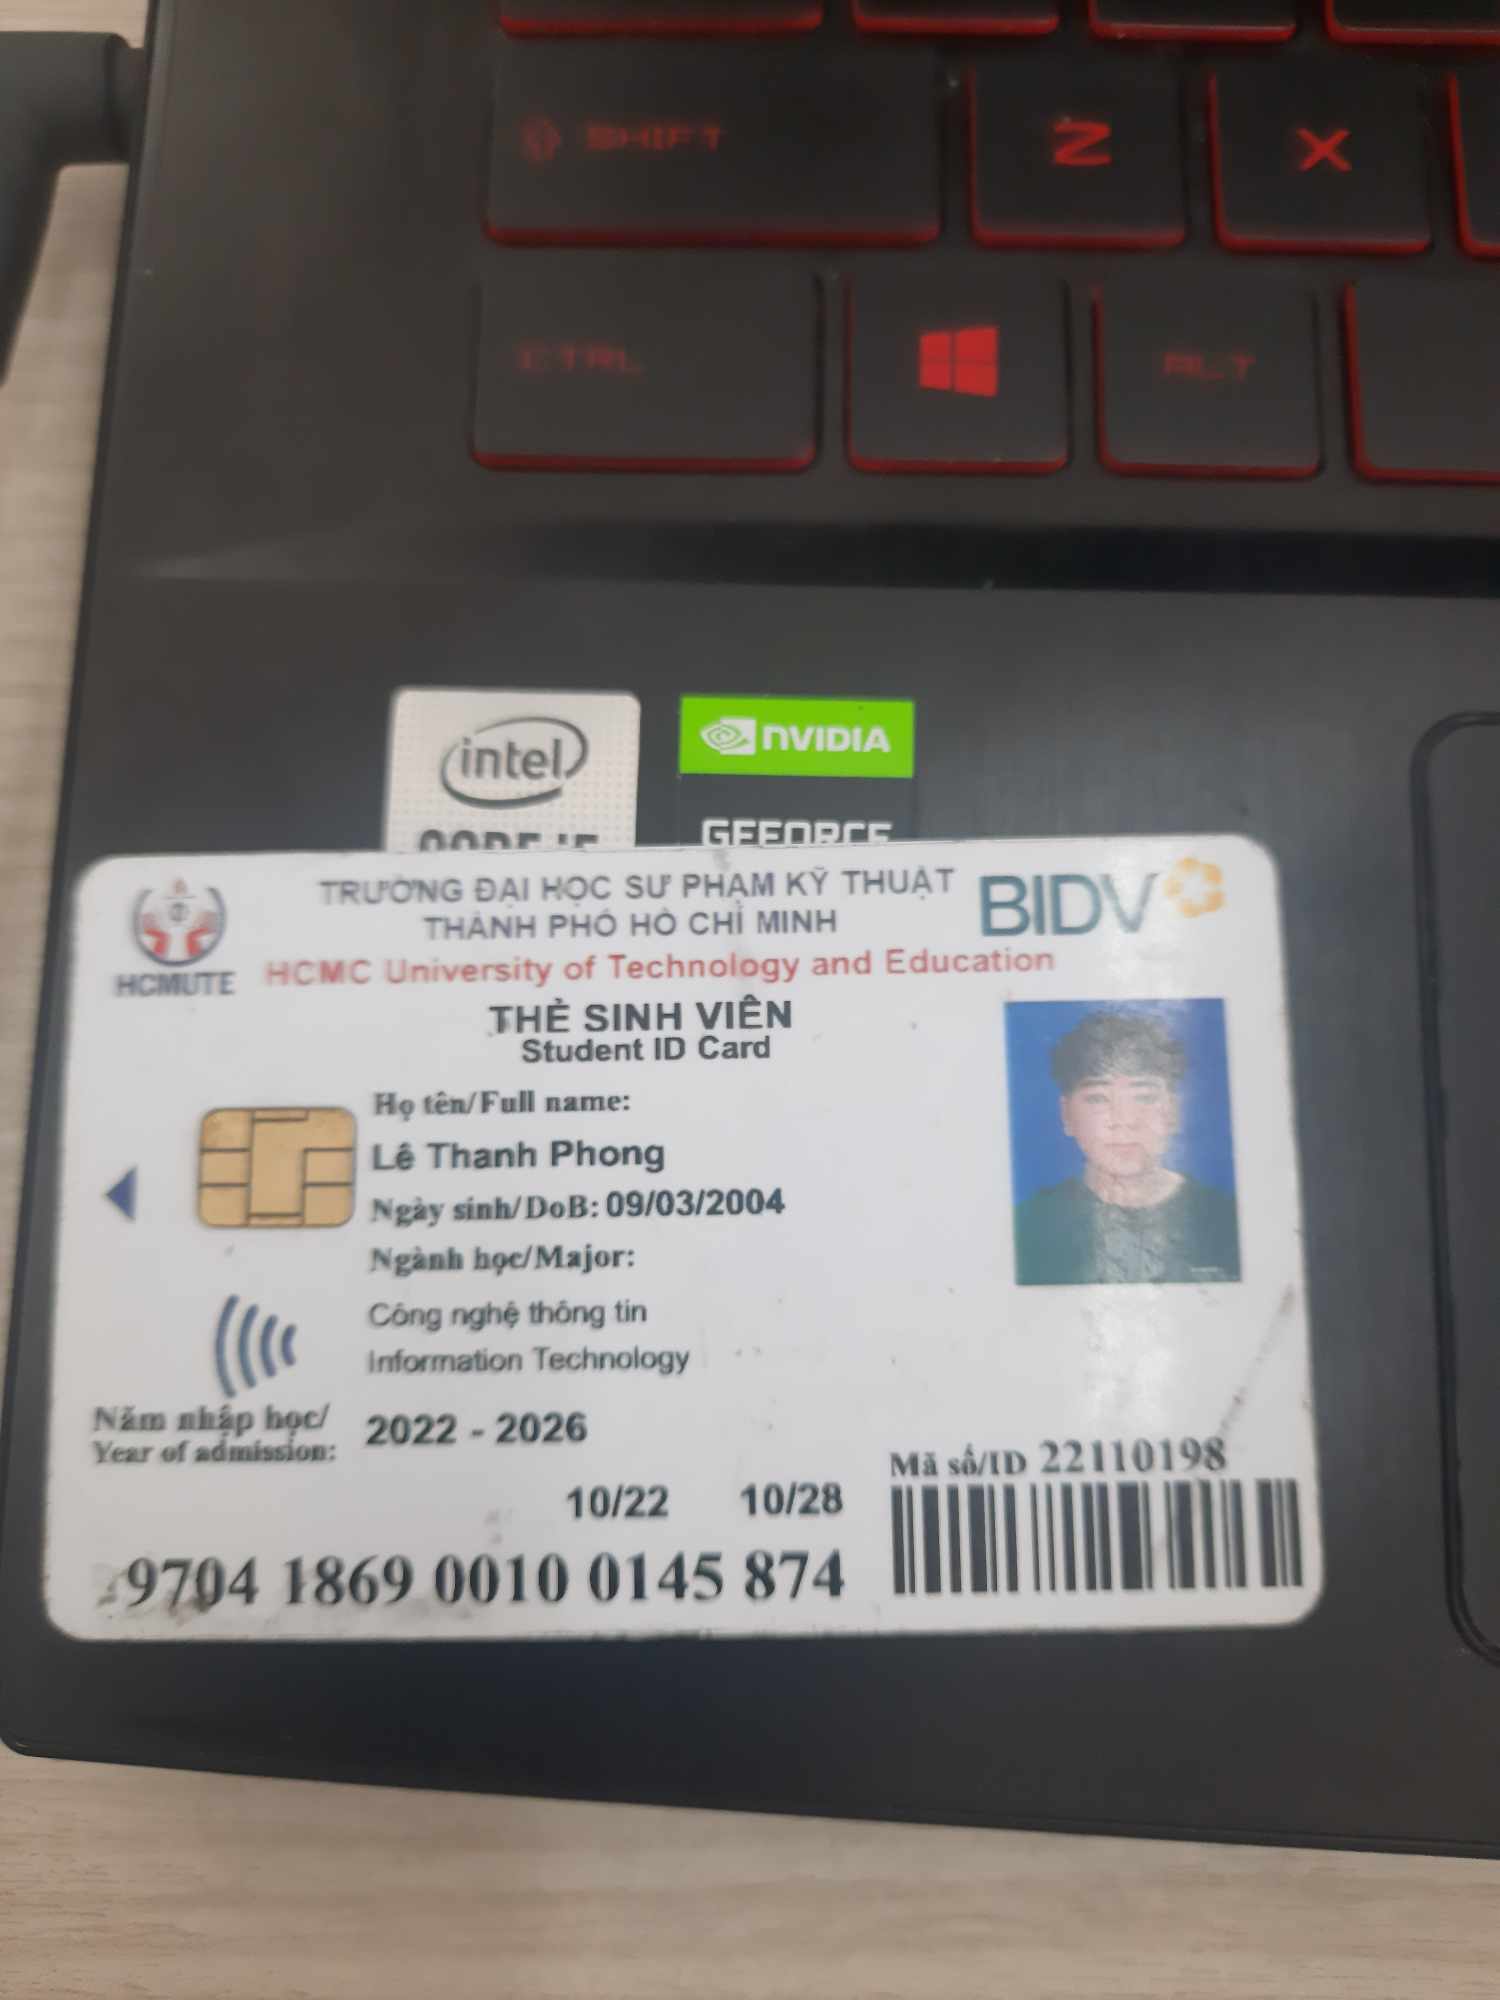 SHIFT
Z
X
CTRL
ALT
intel
CORE i5
NVIDIA
GEFORCE
TRƯỜNG ĐẠI HỌC SƯ PHẠM KỸ THUẬT
THÀNH PHỐ HỒ CHÍ MINH
BIDV
HCMUTE
HCMC University of Technology and Education
THẺ SINH VIÊN
Student ID Card
Họ tên/Full name:
Lê Thanh Phong
Ngày sinh/DoB: 09/03/2004
Ngành học/Major:
Công nghệ thông tin
Information Technology
Năm nhập học/
Year of admission: 2022 - 2026
Mã số/ID 22110198
10/22 10/28
9704 1869 0010 0145 874